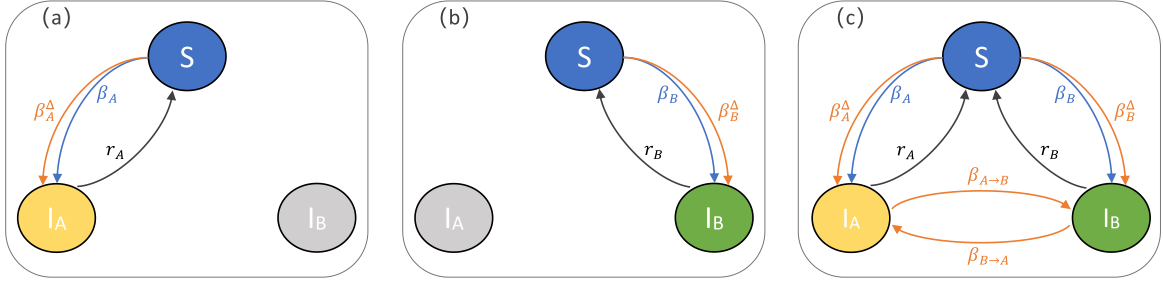 (a)
S
β_A^Δ
β_A
r_A
I_A
I_B
(b)
S
β_B
β_B^Δ
r_B
I_A
I_B
(c)
S
β_A^Δ
β_A
β_B
β_B^Δ
r_A
r_B
β_{A→B}
I_A
I_B
β_{B→A}